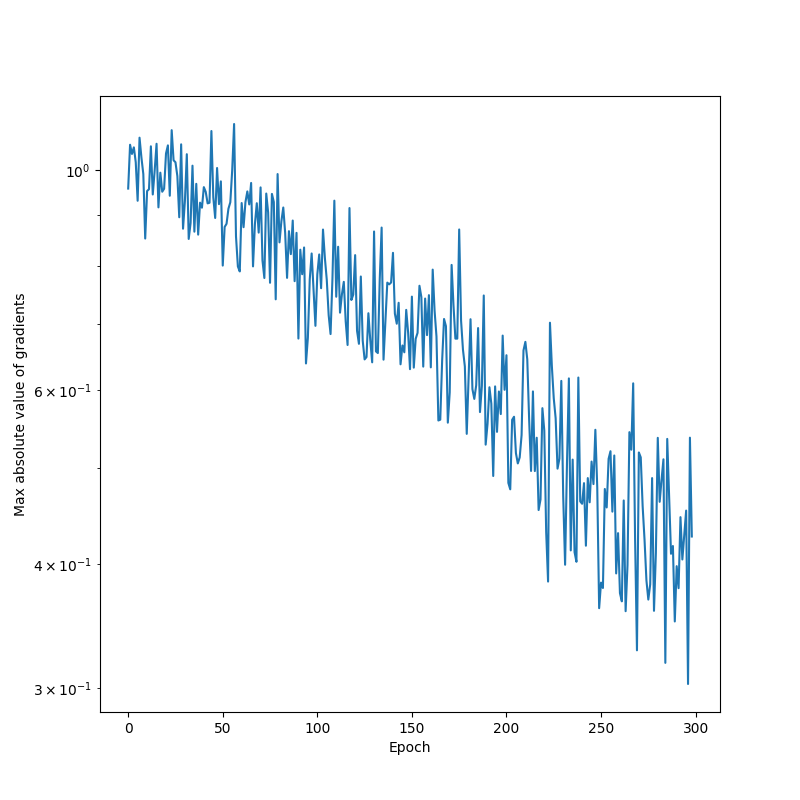 Max absolute value of gradients
10⁰
6 × 10⁻¹
4 × 10⁻¹
3 × 10⁻¹
0 50 100 150 200 250 300
Epoch